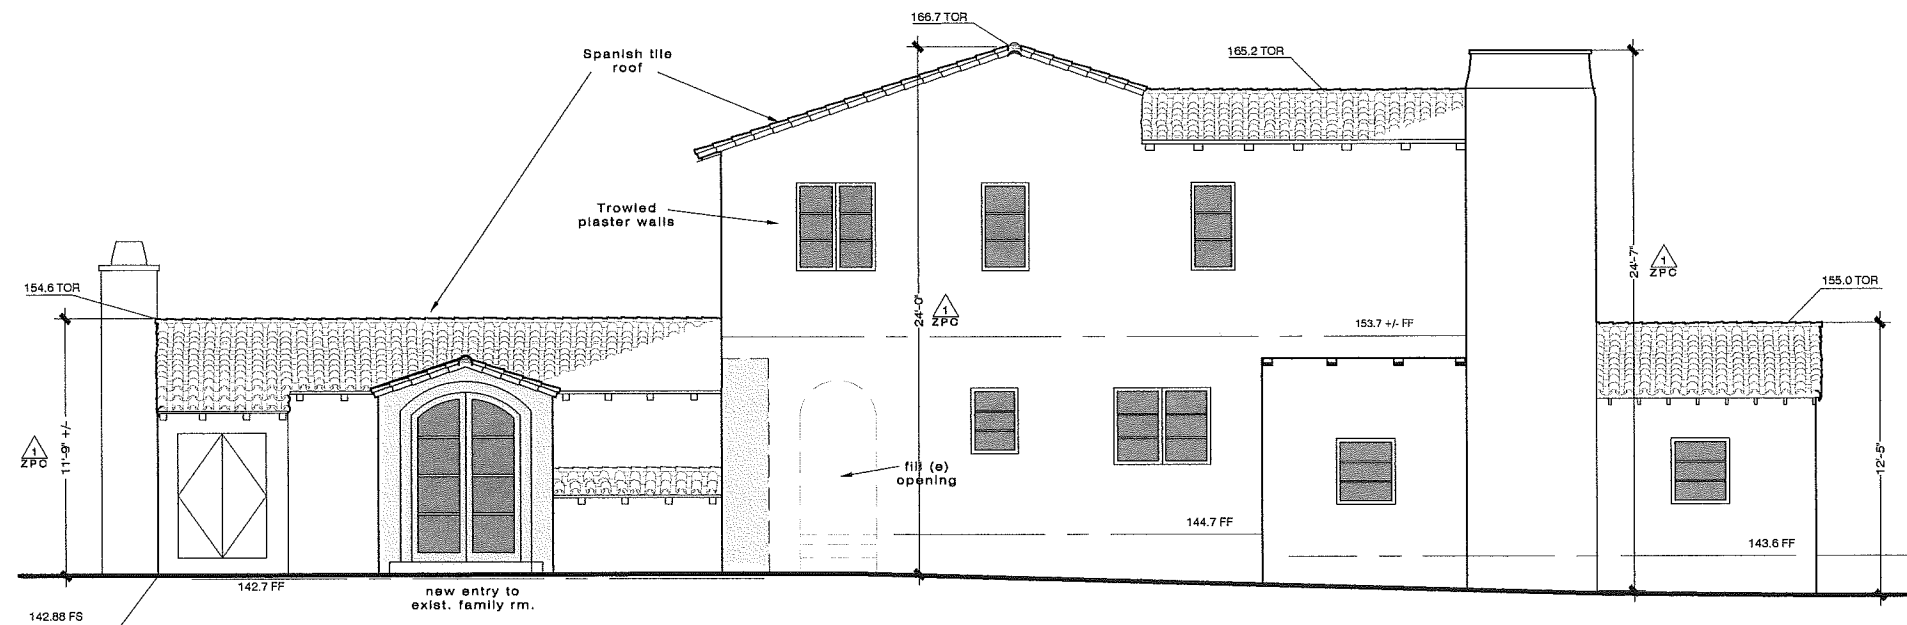 166.7 TOR
Spanish tile
roof
165.2 TOR
Trowled
plaster walls
24'-7"
1
ZPC
154.6 TOR
155.0 TOR
24'-0"
1
ZPC
153.7 +/- FF
1
ZPC
11'-9" +/-
fill (e)
opening
12'-5"
144.7 FF
143.6 FF
142.7 FF
new entry to
exist. family rm.
142.88 FS